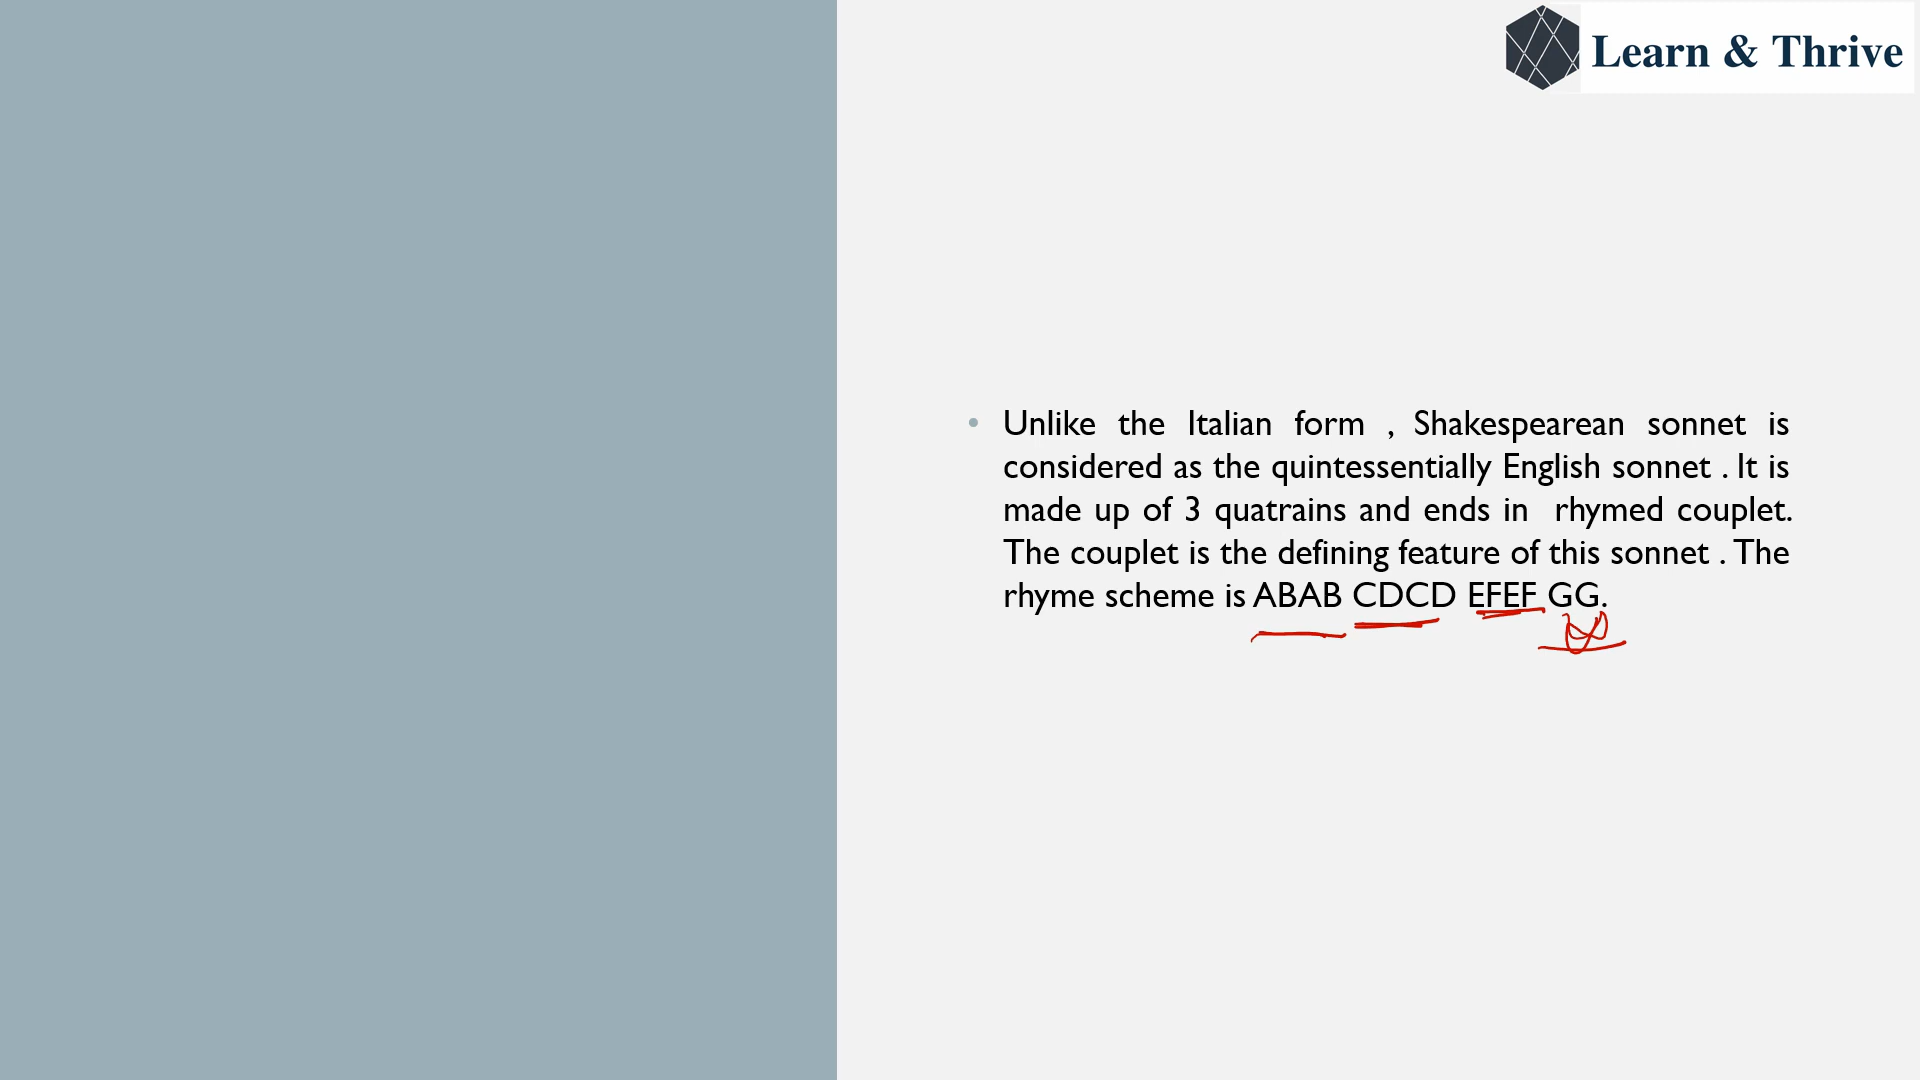 Learn & Thrive
• Unlike the Italian form , Shakespearean sonnet is
considered as the quintessentially English sonnet . It is
made up of 3 quatrains and ends in rhymed couplet.
The couplet is the defining feature of this sonnet . The
rhyme scheme is ABAB CDCD EFEF GG.